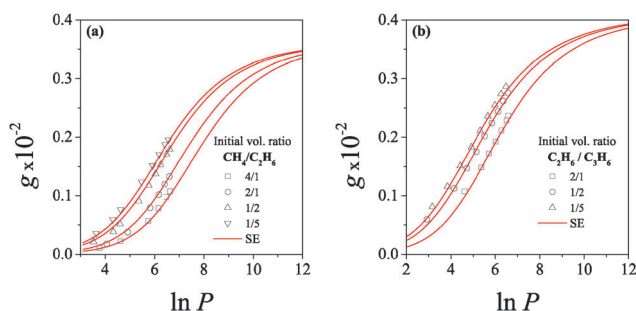 (a)
Initial vol. ratio
CH₄/C₂H₆
4/1
2/1
1/2
1/5
SE
g x10⁻²
0.4
0.3
0.2
0.1
0.0
4 6 8 10 12
ln P
(b)
Initial vol. ratio
C₂H₆ / C₃H₆
2/1
1/2
1/5
SE
g x10⁻²
0.4
0.3
0.2
0.1
0.0
2 4 6 8 10 12
ln P